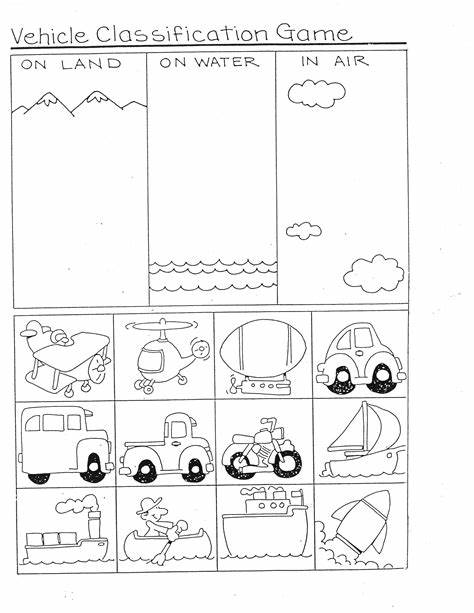 Vehicle Classification Game
ON LAND
ON WATER
IN AIR